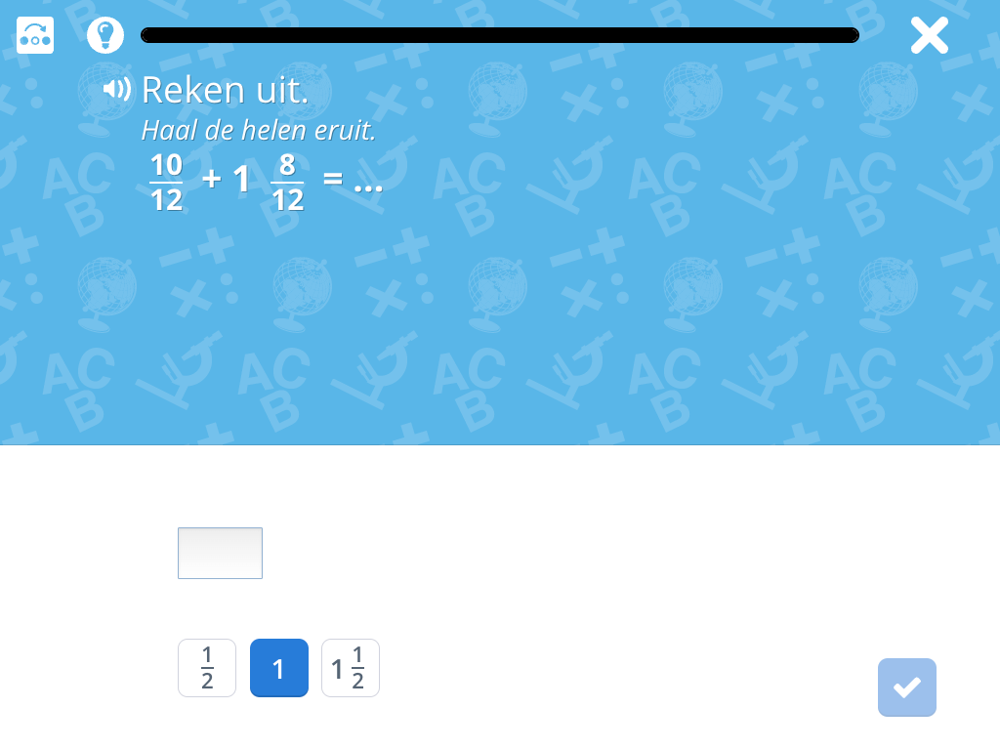 Reken uit.
Haal de helen eruit.
10/12 + 1 8/12 = ...
1/2 1 1 1/2